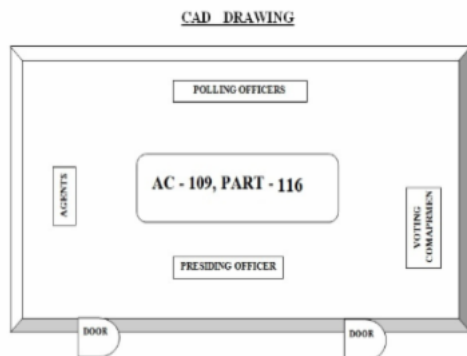 CAD DRAWING
POLLING OFFICERS
AGENTS
AC - 109, PART - 116
VOTING
COMAPRMEN
PRESIDING OFFICER
DOOR
DOOR